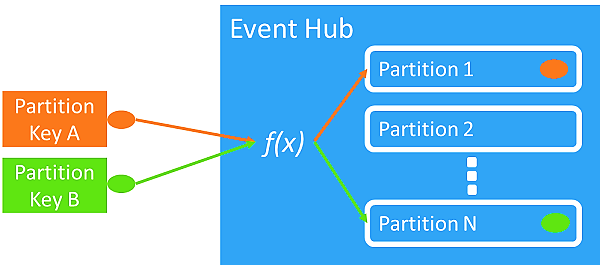 Event Hub
Partition
Key A
Partition
Key B
f(x)
Partition 1
Partition 2
Partition N